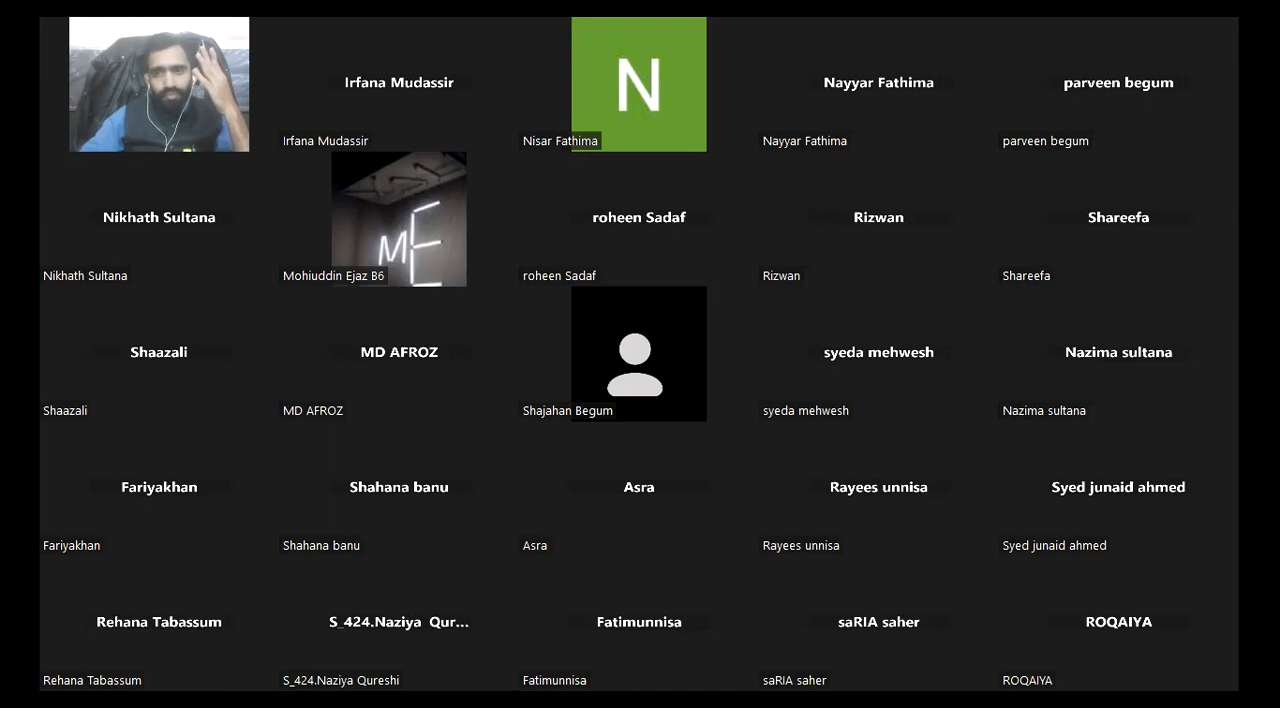 Irfana Mudassir
N
Nayyar Fathima
parveen begum
Irfana Mudassir
Nisar Fathima
Nayyar Fathima
parveen begum
Nikhath Sultana
ME
roheen Sadaf
Rizwan
Shareefa
Nikhath Sultana
Mohiuddin Ejaz B6
roheen Sadaf
Rizwan
Shareefa
Shaazali
MD AFROZ
syeda mehwesh
Nazima sultana
Shaazali
MD AFROZ
Shajahan Begum
syeda mehwesh
Nazima sultana
Fariyakhan
Shahana banu
Asra
Rayees unnisa
Syed junaid ahmed
Fariyakhan
Shahana banu
Asra
Rayees unnisa
Syed junaid ahmed
Rehana Tabassum
S_424.Naziya Qur...
Fatimunnisa
saRIA saher
ROQAIYA
Rehana Tabassum
S_424.Naziya Qureshi
Fatimunnisa
saRIA saher
ROQAIYA